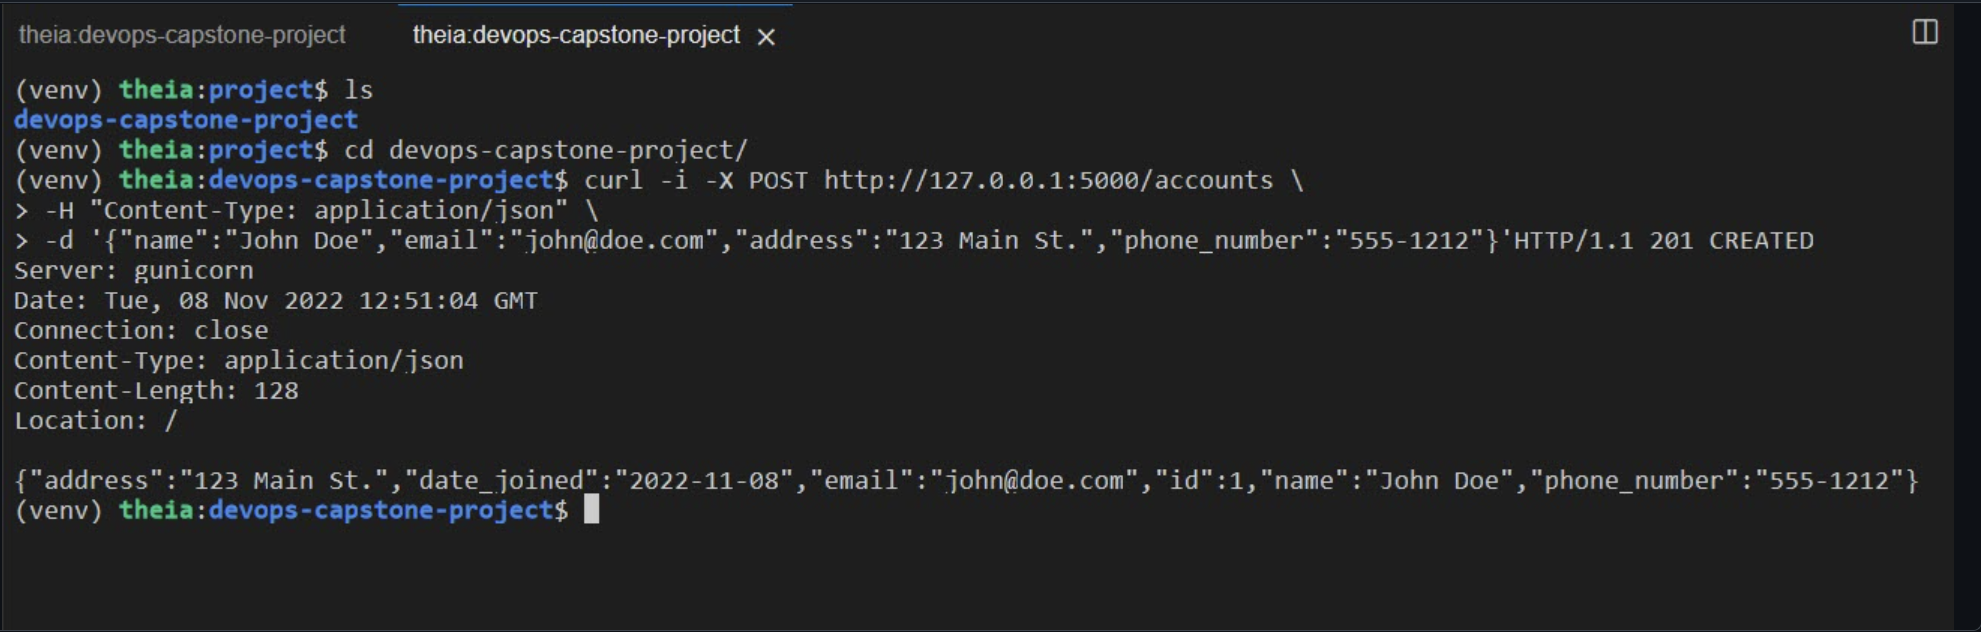 theia:devops-capstone-project theia:devops-capstone-project ×
(venv) theia:project$ ls
devops-capstone-project
(venv) theia:project$ cd devops-capstone-project/
(venv) theia:devops-capstone-project$ curl -i -X POST http://127.0.0.1:5000/accounts \
> -H "Content-Type: application/json" \
> -d '{"name":"John Doe","email":"john@doe.com","address":"123 Main St.","phone_number":"555-1212"}'HTTP/1.1 201 CREATED
Server: gunicorn
Date: Tue, 08 Nov 2022 12:51:04 GMT
Connection: close
Content-Type: application/json
Content-Length: 128
Location: /
{"address":"123 Main St.","date_joined":"2022-11-08","email":"john@doe.com","id":1,"name":"John Doe","phone_number":"555-1212"}
(venv) theia:devops-capstone-project$